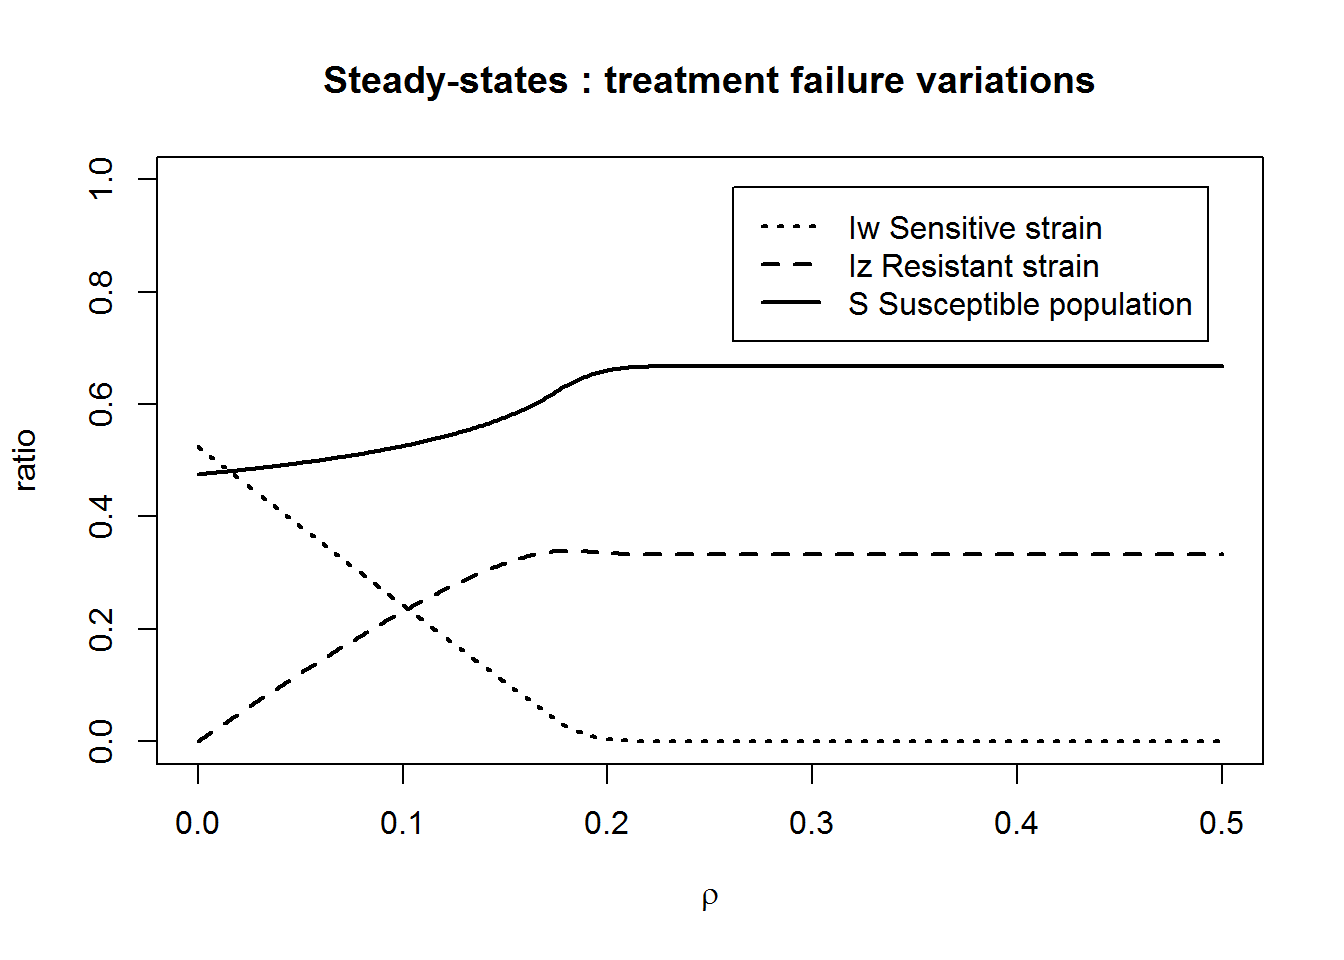 Steady-states : treatment failure variations
Iw Sensitive strain
Iz Resistant strain
S Susceptible population
ratio
1.0
0.8
0.6
0.4
0.2
0.0
0.0 0.1 0.2 0.3 0.4 0.5
ρ